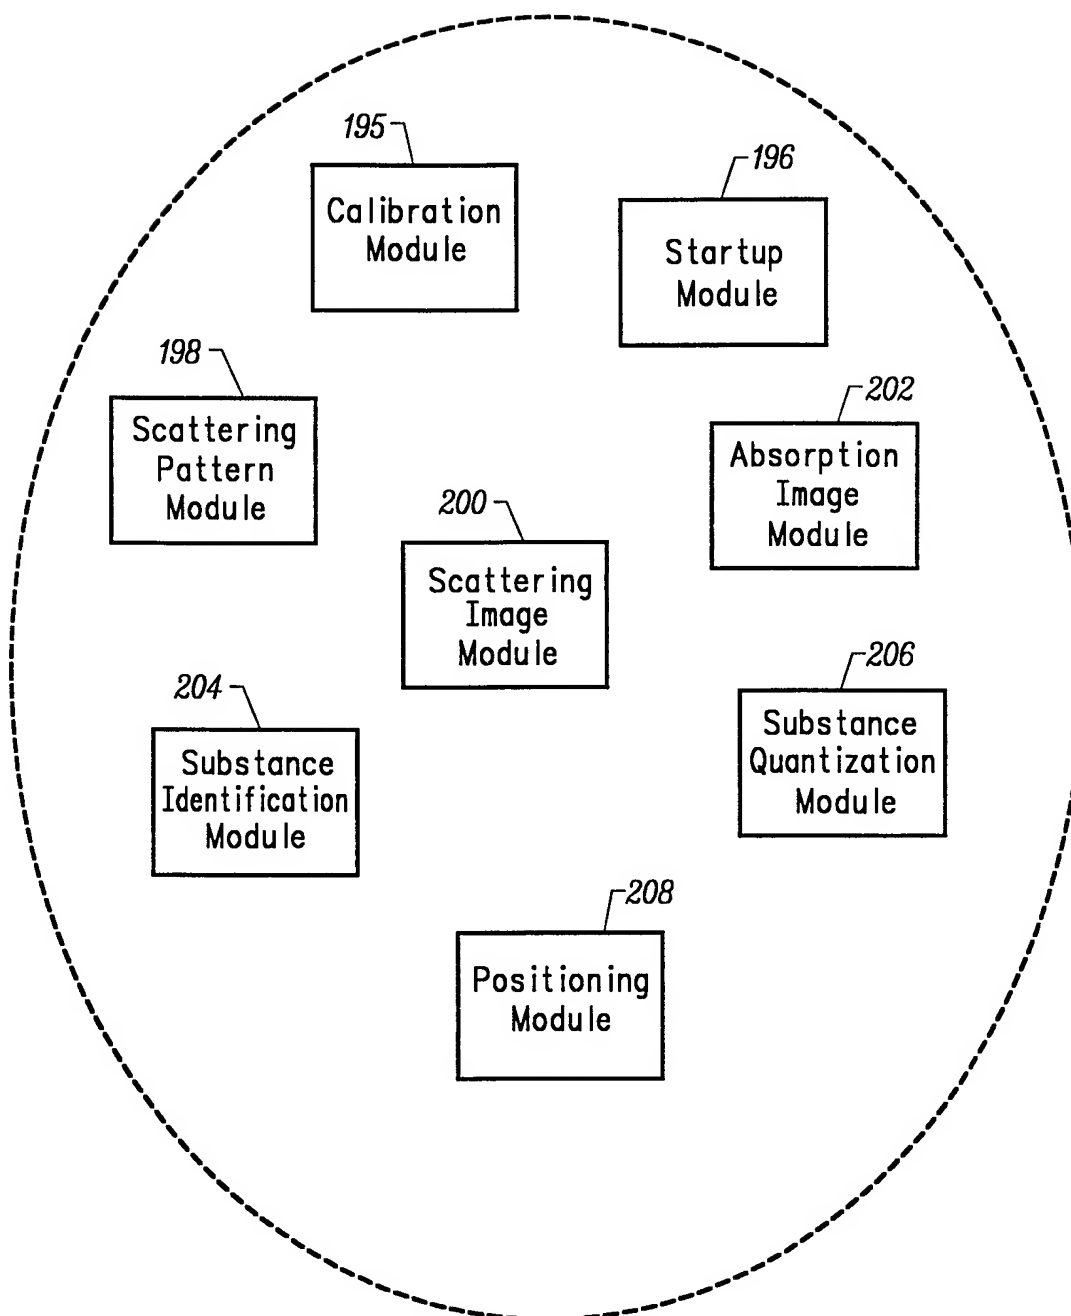 195
Calibration
Module
196
Startup
Module
198
Scattering
Pattern
Module
202
Absorption
Image
Module
200
Scattering
Image
Module
204
Substance
Identification
Module
206
Substance
Quantization
Module
208
Positioning
Module